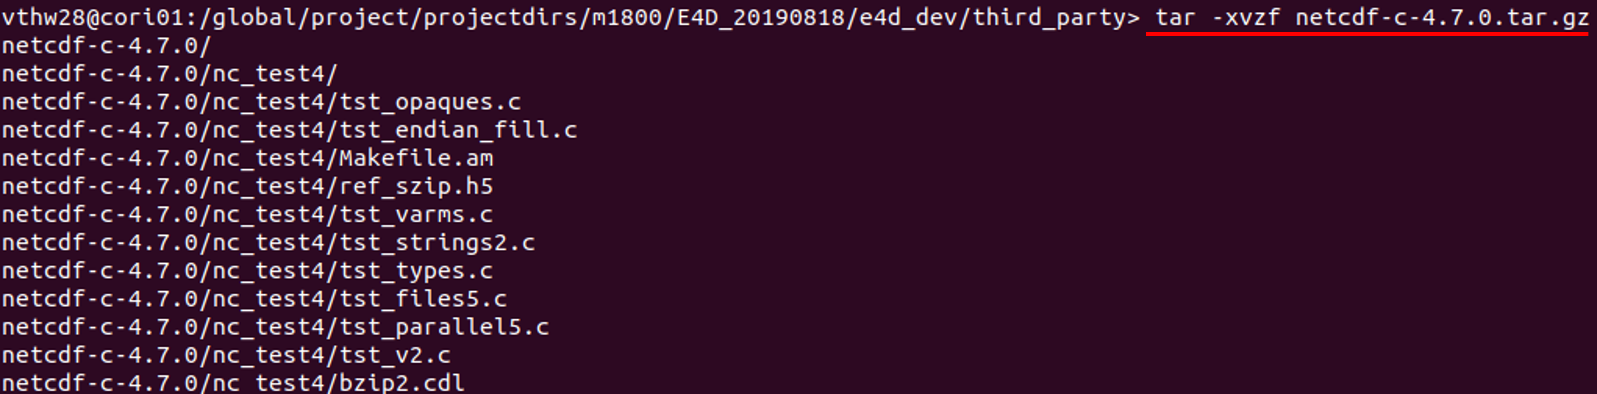 vthw28@cori01:/global/project/projectdirs/m1800/E4D_20190818/e4d_dev/third_party> tar -xvzf netcdf-c-4.7.0.tar.gz
netcdf-c-4.7.0/
netcdf-c-4.7.0/nc_test4/
netcdf-c-4.7.0/nc_test4/tst_opaques.c
netcdf-c-4.7.0/nc_test4/tst_endian_fill.c
netcdf-c-4.7.0/nc_test4/Makefile.am
netcdf-c-4.7.0/nc_test4/ref_szip.h5
netcdf-c-4.7.0/nc_test4/tst_varms.c
netcdf-c-4.7.0/nc_test4/tst_strings2.c
netcdf-c-4.7.0/nc_test4/tst_types.c
netcdf-c-4.7.0/nc_test4/tst_files5.c
netcdf-c-4.7.0/nc_test4/tst_parallel5.c
netcdf-c-4.7.0/nc_test4/tst_v2.c
netcdf-c-4.7.0/nc_test4/bzip2.cdl